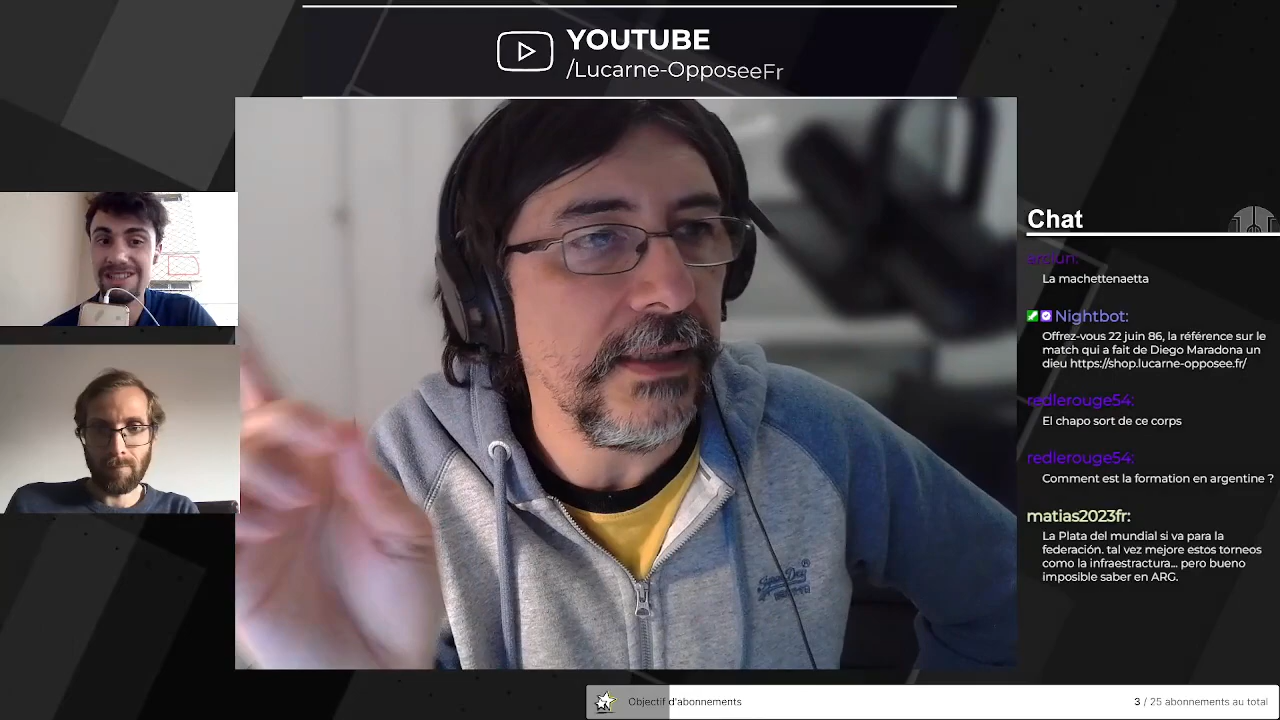 YOUTUBE
/Lucarne-OpposeeFr
Chat
La machettenaetta
Nightbot:
Offrez-vous 22 juin 86, la référence sur le
match qui a fait de Diego Maradona un
dieu https://shop.lucarne-opposee.fr/
redlerouge54:
El chapo sort de ce corps
redlerouge54:
Comment est la formation en argentine ?
matias2023fr:
La Plata del mundial si va para la
federación. tal vez mejore estos torneos
como la infraestractura... pero bueno
imposible saber en ARG.
Objectif d'abonnements
3 / 25 abonnements au total